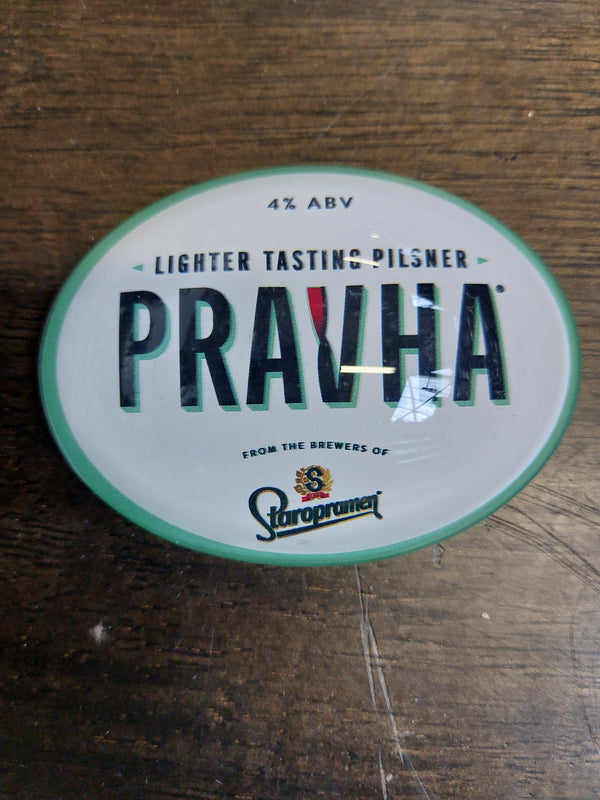 4% ABV
LIGHTER TASTING PILSNER
PRAVHA®
FROM THE BREWERS OF
S
Staropramen